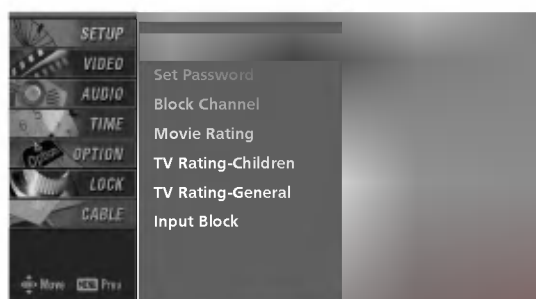 SETUP
VIDEO
AUDIO
TIME
OPTION
LOCK
CABLE
Move Prev
Set Password
Block Channel
Movie Rating
TV Rating-Children
TV Rating-General
Input Block